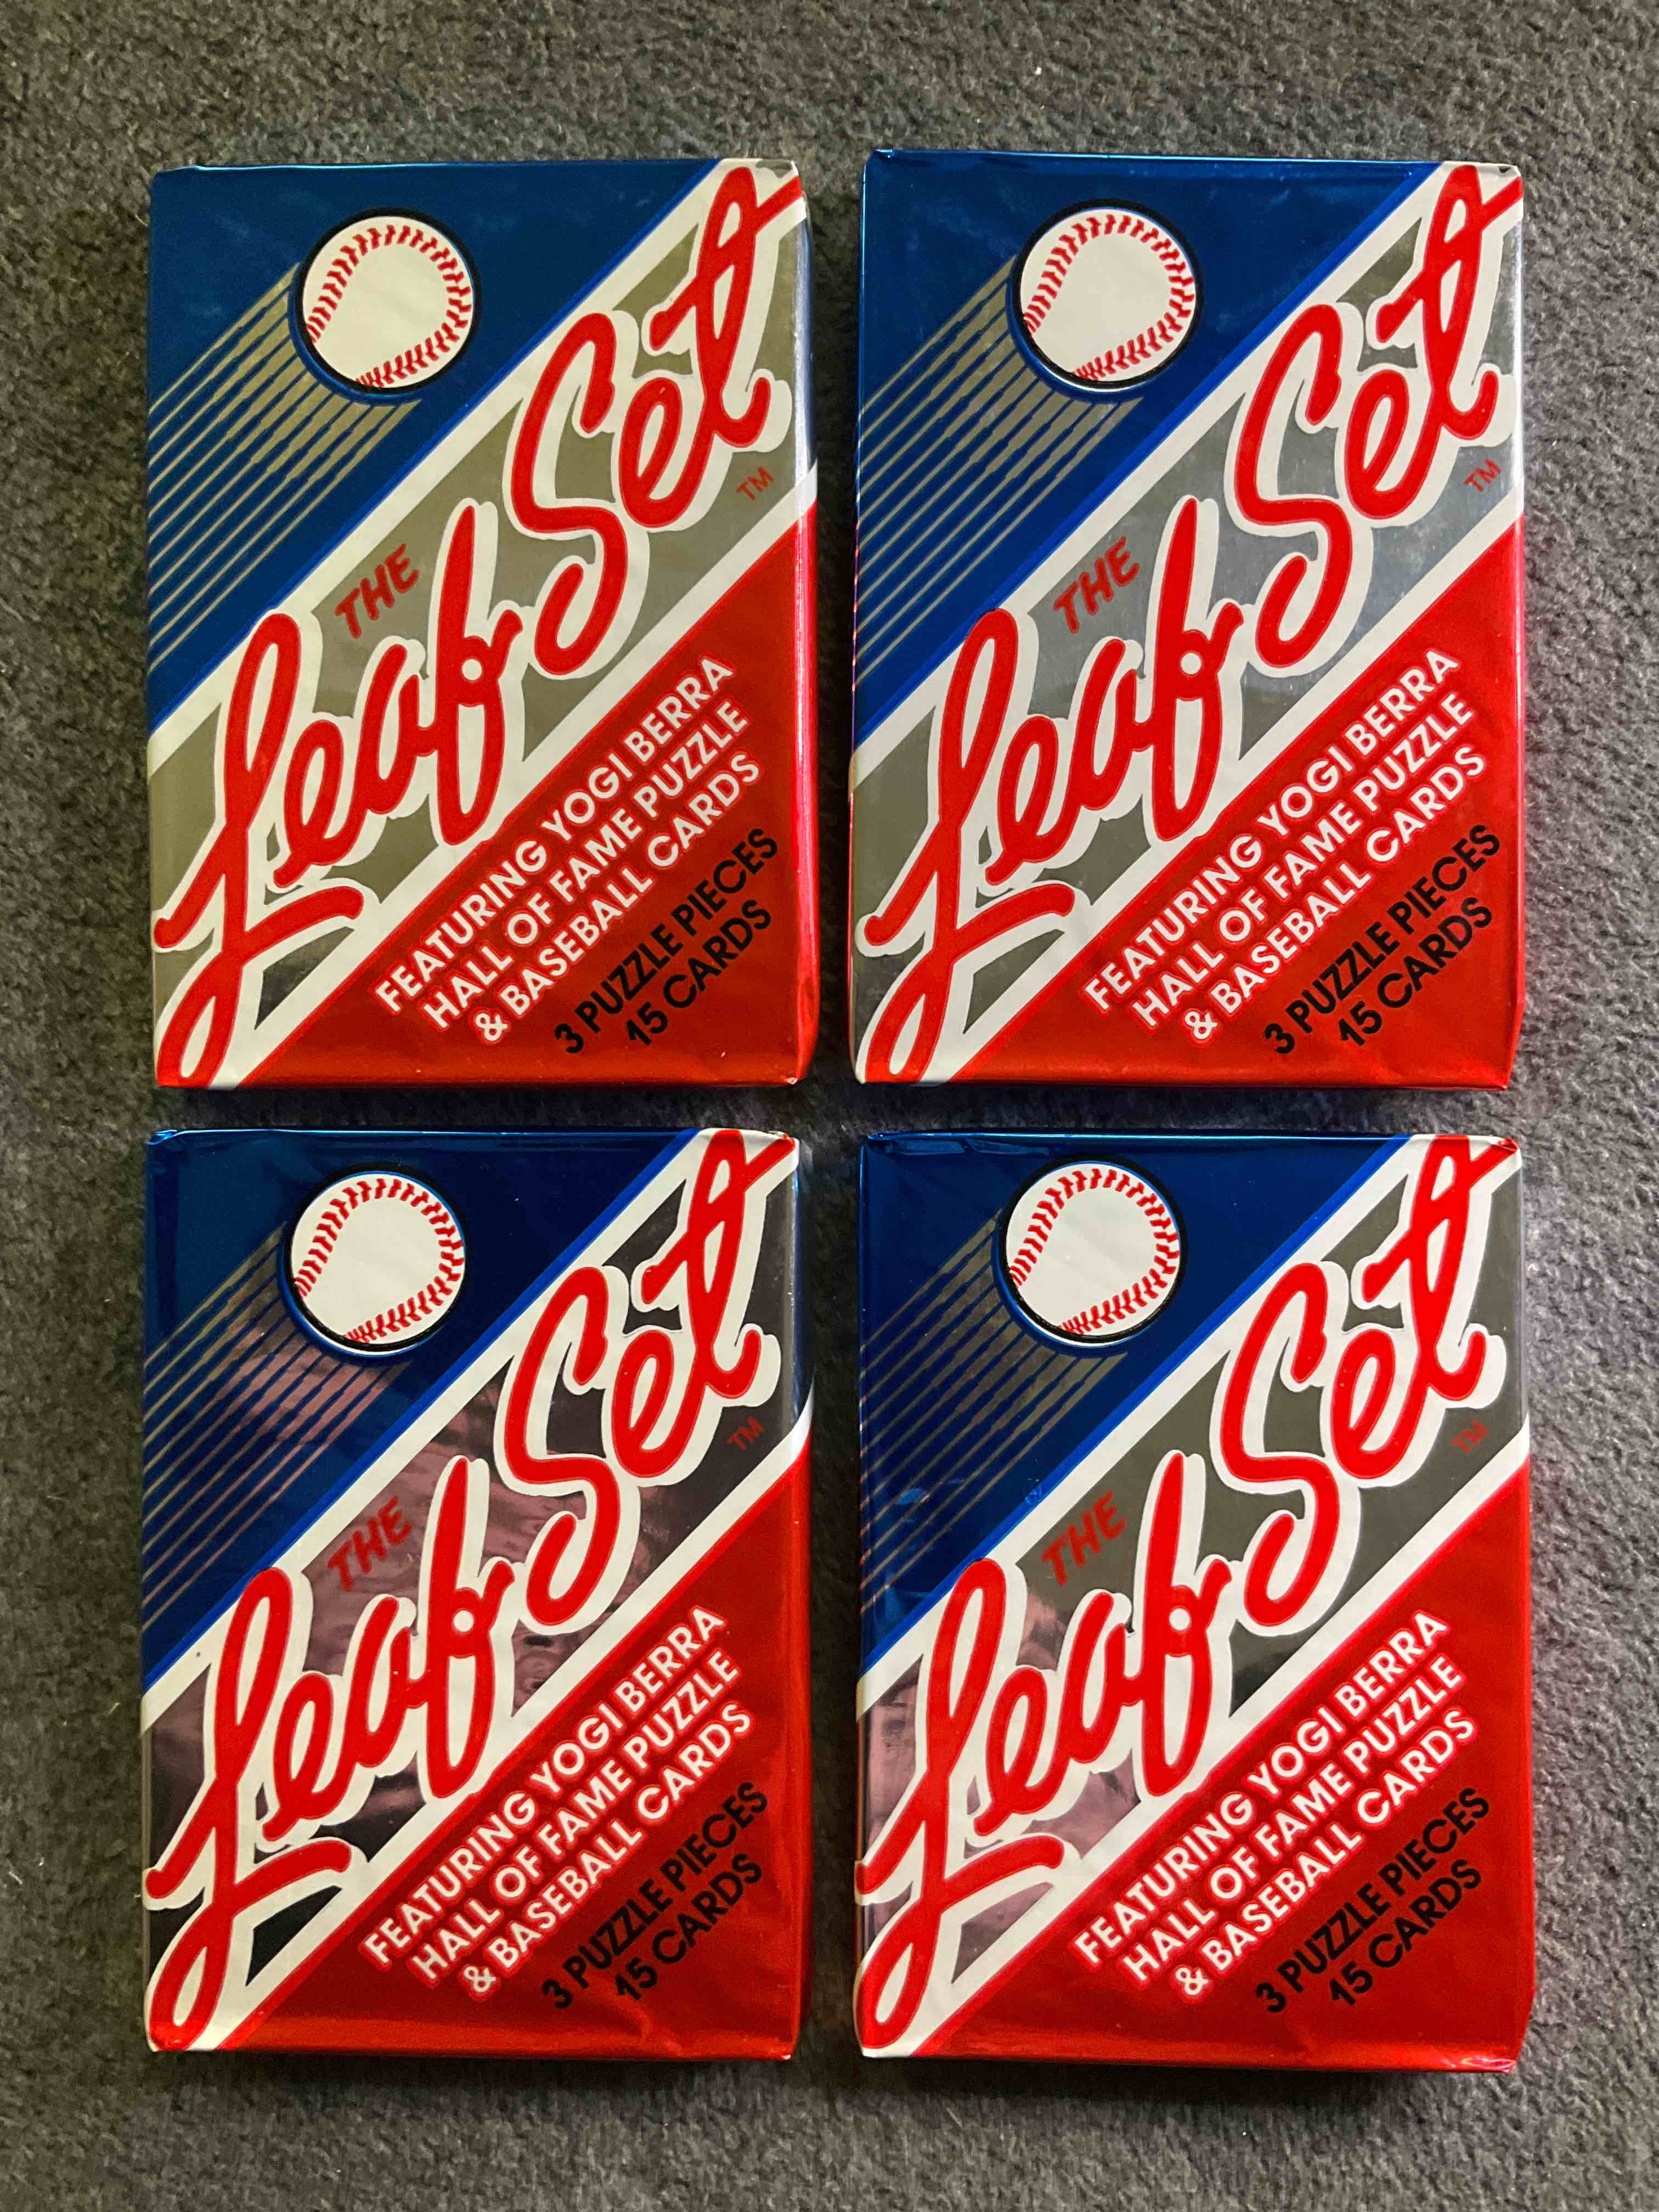 THE
Leaf Set
TM
FEATURING YOGI BERRA
HALL OF FAME PUZZLE
& BASEBALL CARDS
3 PUZZLE PIECES
15 CARDS
THE
Leaf Set
TM
FEATURING YOGI BERRA
HALL OF FAME PUZZLE
& BASEBALL CARDS
3 PUZZLE PIECES
15 CARDS
THE
Leaf Set
TM
FEATURING YOGI BERRA
HALL OF FAME PUZZLE
& BASEBALL CARDS
3 PUZZLE PIECES
15 CARDS
THE
Leaf Set
TM
FEATURING YOGI BERRA
HALL OF FAME PUZZLE
& BASEBALL CARDS
3 PUZZLE PIECES
15 CARDS